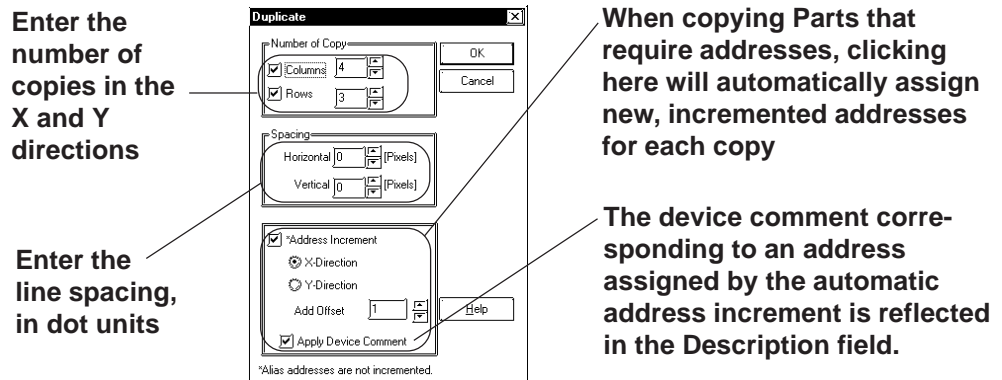 Enter the
number of
copies in the
X and Y
directions
Enter the
line spacing,
in dot units
Duplicate
Number of Copy
Columns 4
Rows 3
OK
Cancel
Spacing
Horizontal 0 [Pixels]
Vertical 0 [Pixels]
*Address Increment
X-Direction
Y-Direction
Add Offset 1
Apply Device Comment
Help
*Alias addresses are not incremented.
When copying Parts that
require addresses, clicking
here will automatically assign
new, incremented addresses
for each copy
The device comment corre-
sponding to an address
assigned by the automatic
address increment is reflected
in the Description field.